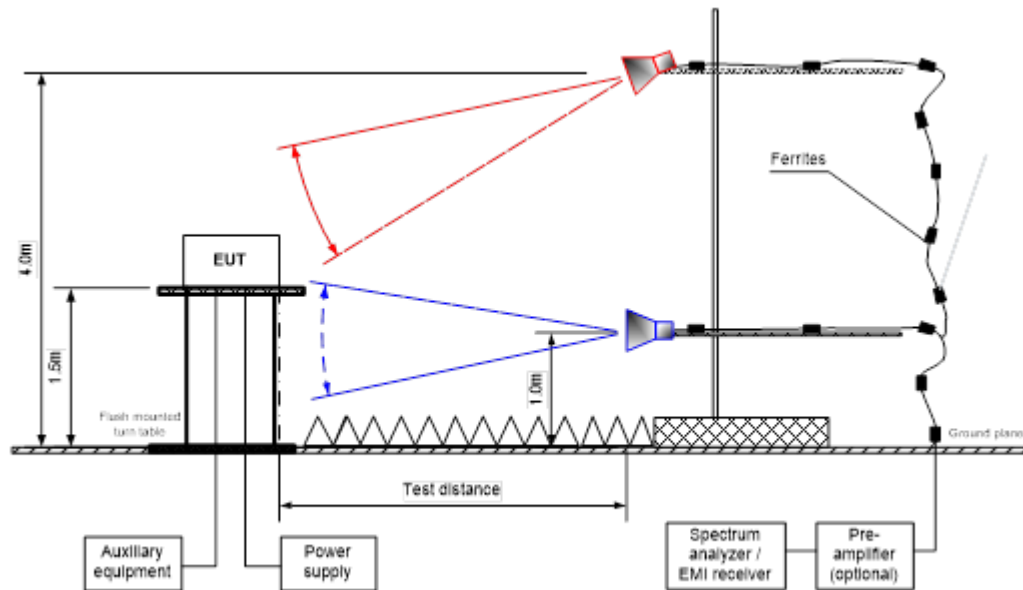 Ferrites
4.0m
EUT
1.5m
1.0m
Flush mounted
turn table
Ground plane
Test distance
Auxiliary
equipment
Power
supply
Spectrum
analyzer /
EMI receiver
Pre-
amplifier
(optional)